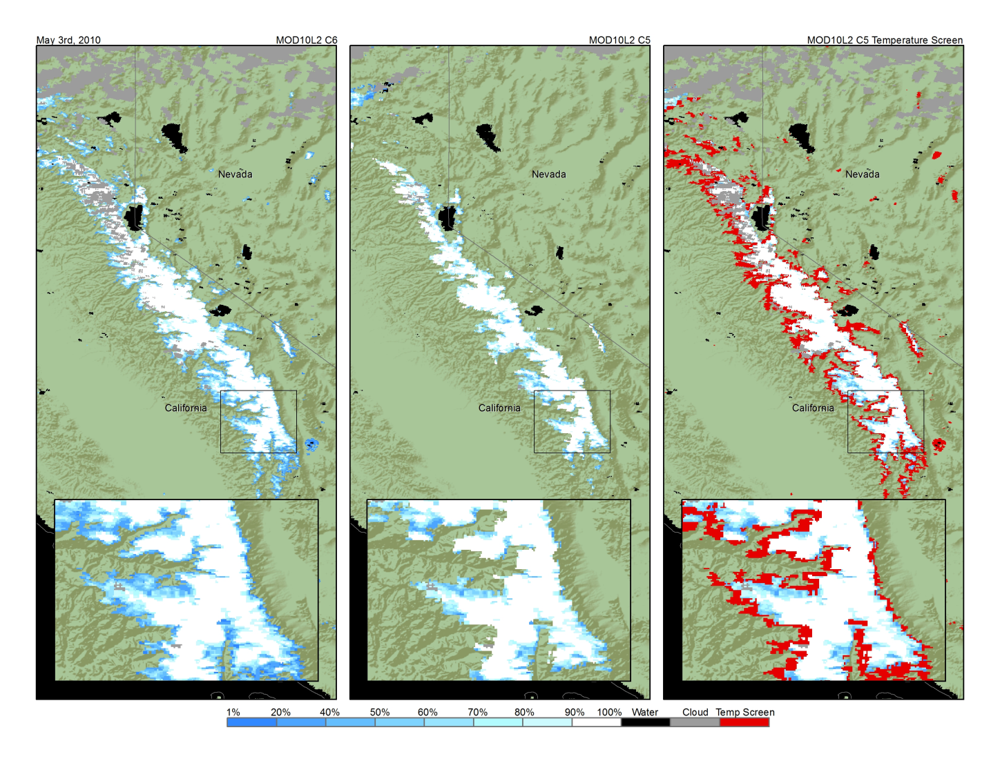 May 3rd, 2010 MOD10L2 C6 MOD10L2 C5 MOD10L2 C5 Temperature Screen
Nevada Nevada Nevada
California California California
1% 20% 40% 50% 60% 70% 80% 90% 100% Water Cloud Temp Screen